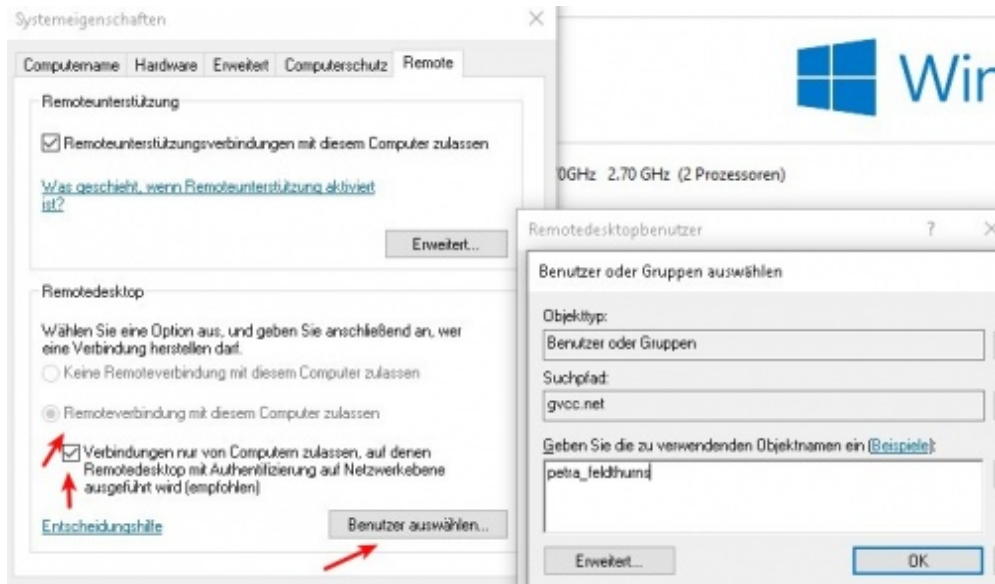 Systemeigenschaften
Computername Hardware Erweitert Computerschutz Remote
Remoteunterstützung
Remoteunterstützungsverbindungen mit diesem Computer zulassen
Was geschieht, wenn Remoteunterstützung aktiviert
ist?
Erweitert...
Remotedesktop
Wählen Sie eine Option aus, und geben Sie anschließend an, wer
eine Verbindung herstellen darf.
Keine Remoteverbindung mit diesem Computer zulassen
Remoteverbindung mit diesem Computer zulassen
Verbindungen nur von Computern zulassen, auf denen
Remotedesktop mit Authentifizierung auf Netzwerkebene
ausgeführt wird (empfohlen)
Entscheidungshilfe
Benutzer auswählen...
Win
0GHz 2.70 GHz (2 Prozessoren)
Remotedesktopbenutzer ?
Benutzer oder Gruppen auswählen
Objekttyp:
Benutzer oder Gruppen
Suchpfad:
gvcc.net
Geben Sie die zu verwendenden Objektnamen ein (Beispiele):
petra_feldthurns
Erweitert...
OK